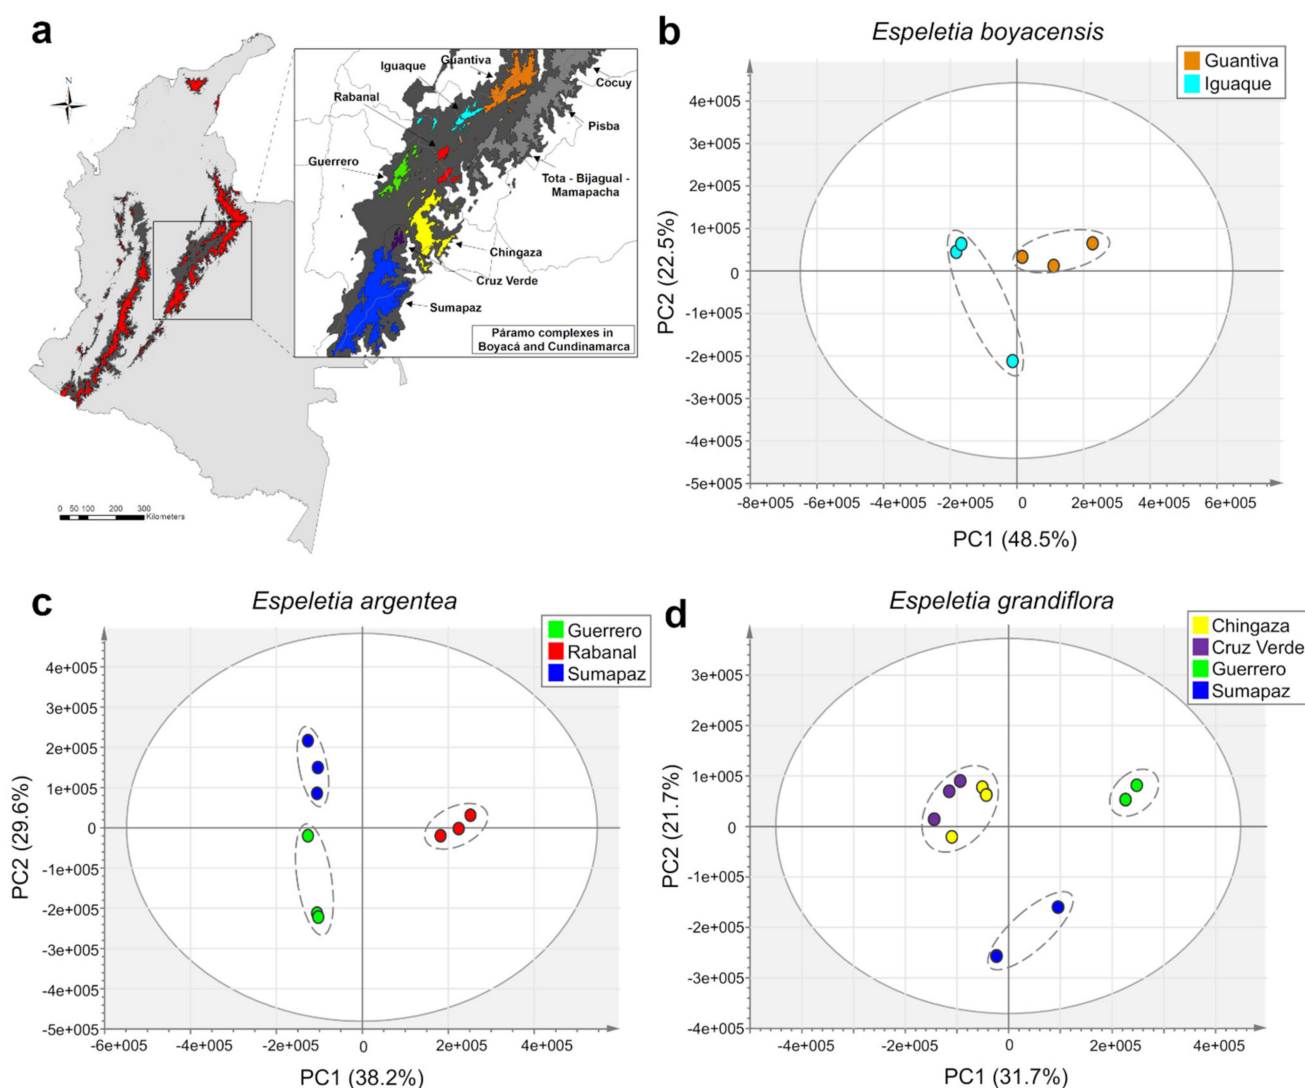 a
N
Guantiva
Iguaque
Cocuy
Rabanal
Pisba
Guerrero
Tota - Bijagual -
Mamapacha
Chingaza
Cruz Verde
Sumapaz
Páramo complexes in
Boyacá and Cundinamarca
0 50 100 200 300
Kilometers
b
Espeletia boyacensis
Guantiva
Iguaque
4e+005
3e+005
2e+005
1e+005
0
-1e+005
-2e+005
-3e+005
-4e+005
-5e+005
PC2 (22.5%)
-8e+005 -6e+005 -4e+005 -2e+005 0 2e+005 4e+005 6e+005
PC1 (48.5%)
c
Espeletia argentea
Guerrero
Rabanal
Sumapaz
4e+005
3e+005
2e+005
1e+005
0
-1e+005
-2e+005
-3e+005
-4e+005
-5e+005
PC2 (29.6%)
-6e+005 -4e+005 -2e+005 0 2e+005 4e+005
PC1 (38.2%)
d
Espeletia grandiflora
Chingaza
Cruz Verde
Guerrero
Sumapaz
3e+005
2e+005
1e+005
0
-1e+005
-2e+005
-3e+005
-4e+005
PC2 (21.7%)
-4e+005 -2e+005 0 2e+005 4e+005
PC1 (31.7%)